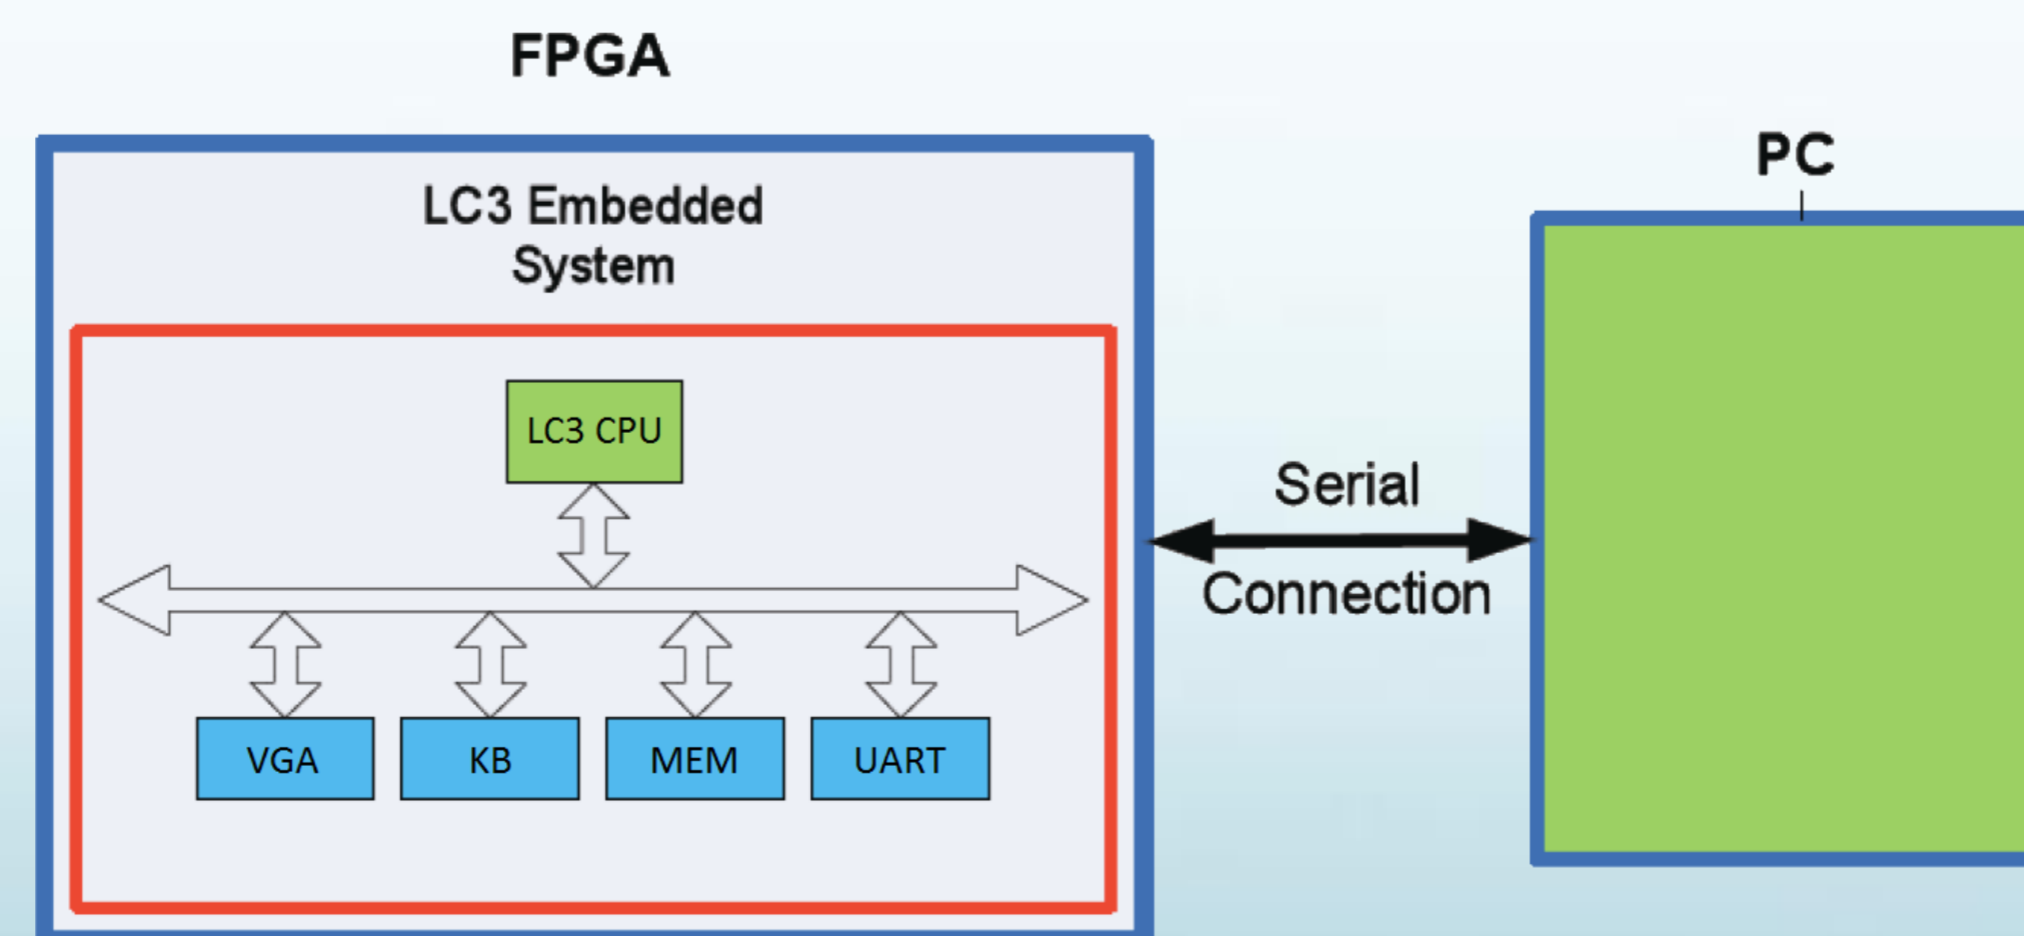 FPGA
LC3 Embedded
System
LC3 CPU
VGA
KB
MEM
UART
Serial
Connection
PC